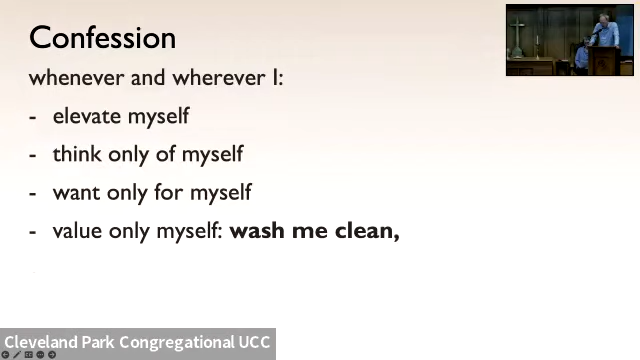 Confession
whenever and wherever I:
- elevate myself
- think only of myself
- want only for myself
- value only myself: wash me clean,
Cleveland Park Congregational UCC